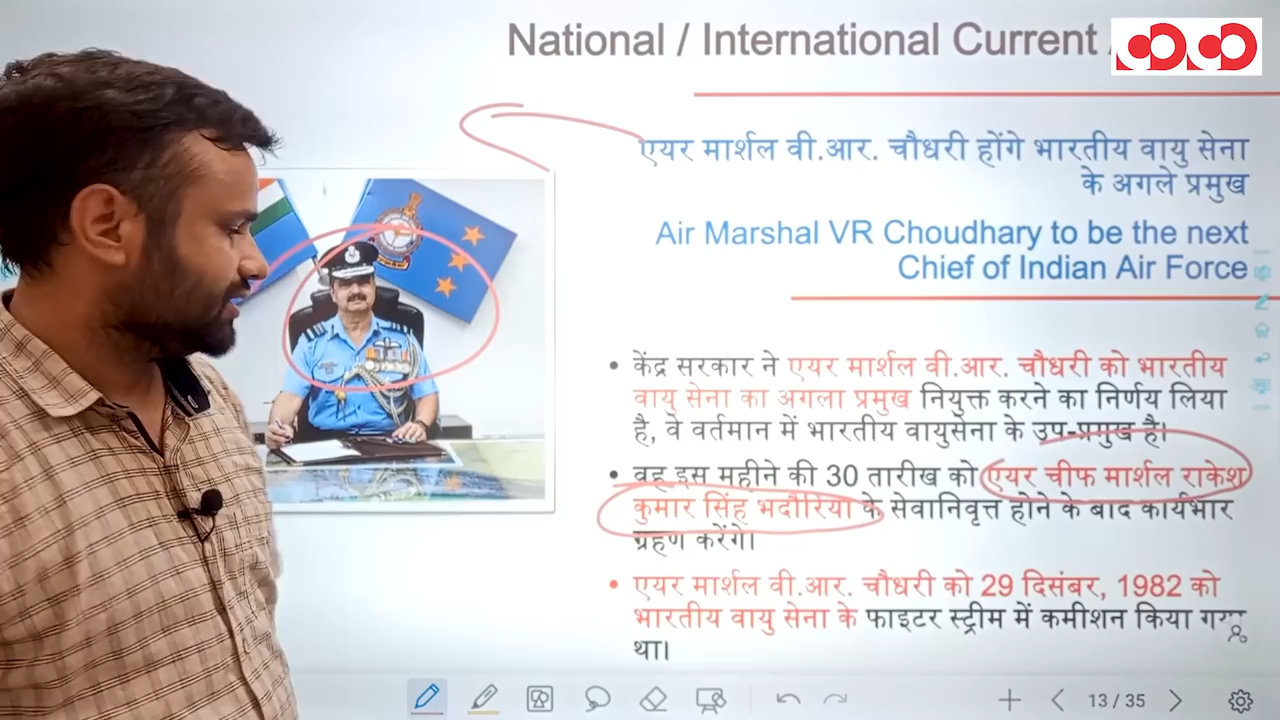 National / International Current
एयर मार्शल वी.आर. चौधरी होंगे भारतीय वायु सेना
के अगले प्रमुख
Air Marshal VR Choudhary to be the next
Chief of Indian Air Force
• केंद्र सरकार ने एयर मार्शल वी.आर. चौधरी को भारतीय
वायु सेना का अगला प्रमुख नियुक्त करने का निर्णय लिया
है, वे वर्तमान में भारतीय वायुसेना के उप-प्रमुख है।
• वह इस महीने की 30 तारीख को एयर चीफ मार्शल राकेश
कुमार सिंह भदौरिया के सेवानिवृत्त होने के बाद कार्यभार
ग्रहण करेंगे।
• एयर मार्शल वी.आर. चौधरी को 29 दिसंबर, 1982 को
भारतीय वायु सेना के फाइटर स्ट्रीम में कमीशन किया गया
था।
13 / 35